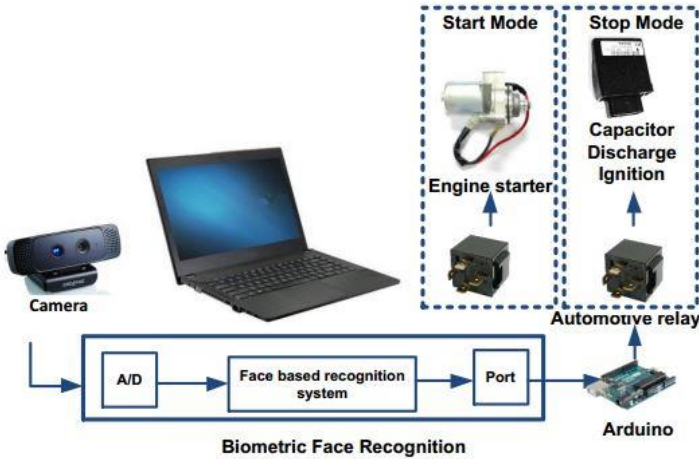 Start Mode
Stop Mode
Capacitor
Discharge
Ignition
Engine starter
Camera
Automotive relay
A/D
Face based recognition
system
Port
Arduino
Biometric Face Recognition